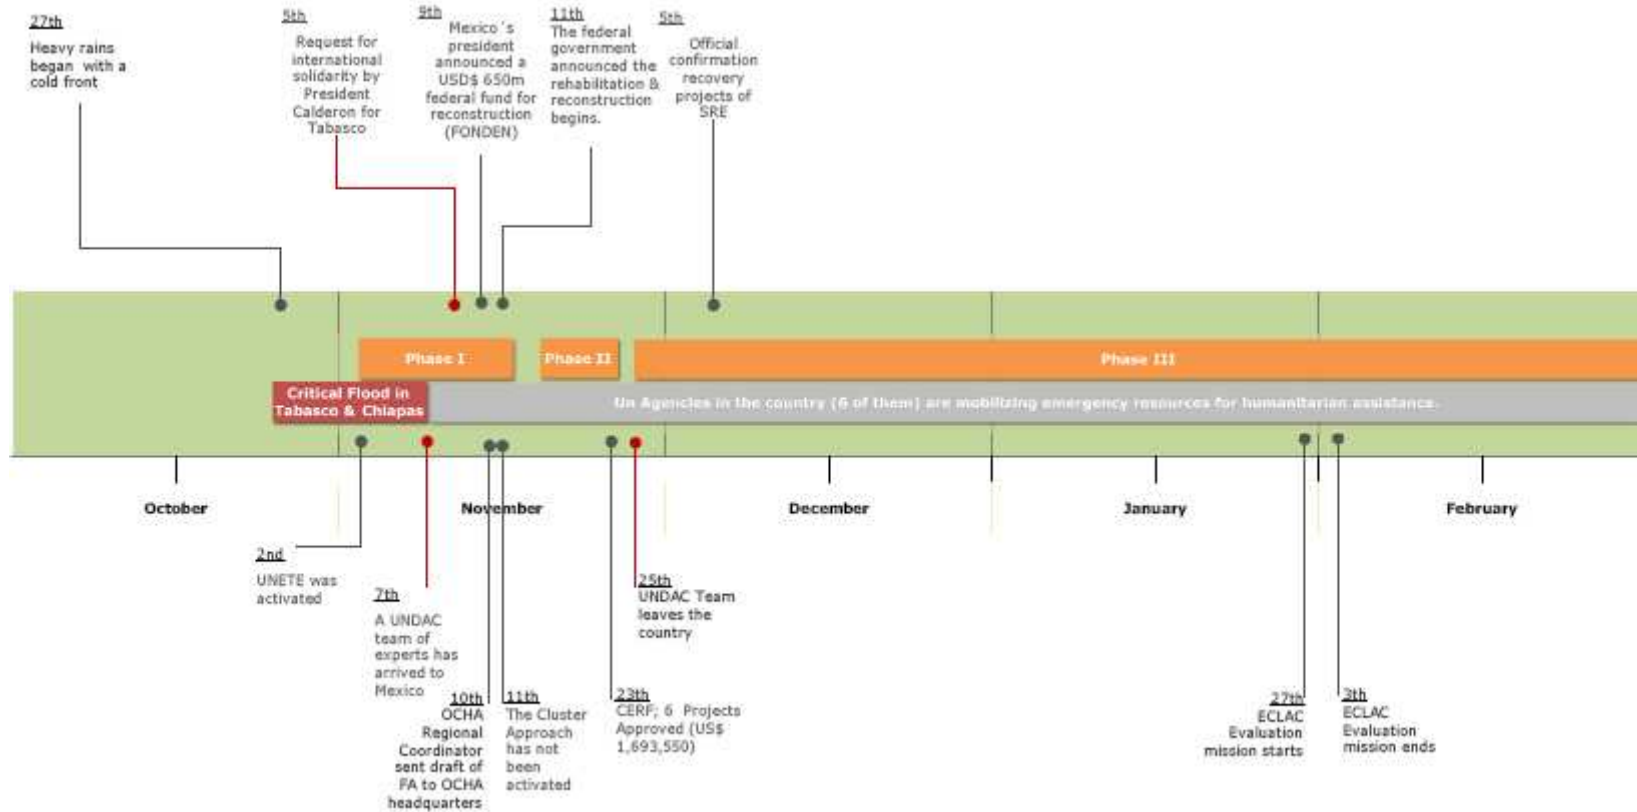 27th
Heavy rains
began with a
cold front
5th
Request for
international
solidarity by
President
Calderon for
Tabasco
9th
Mexico´s
president
announced a
USD$ 650m
federal fund for
reconstruction
(FONDEN)
11th
The federal
government
announced the
rehabilitation &
reconstruction
begins.
5th
Official
confirmation
recovery
projects of
SRE
Phase I
Phase II
Phase III
Critical Flood in
Tabasco & Chiapas
Un Agencies in the country (6 of them) are mobilizing emergency resources for humanitarian assistance.
October
November
December
January
February
2nd
UNETE was
activated
7th
A UNDAC
team of
experts has
arrived to
Mexico
10th
OCHA
Regional
Coordinator
sent draft of
FA to OCHA
headquarters
11th
The Cluster
Approach
has not
been
activated
23th
CERF; 6 Projects
Approved (US$
1,693,550)
25th
UNDAC Team
leaves the
country
27th
ECLAC
Evaluation
mission starts
3th
ECLAC
Evaluation
mission ends